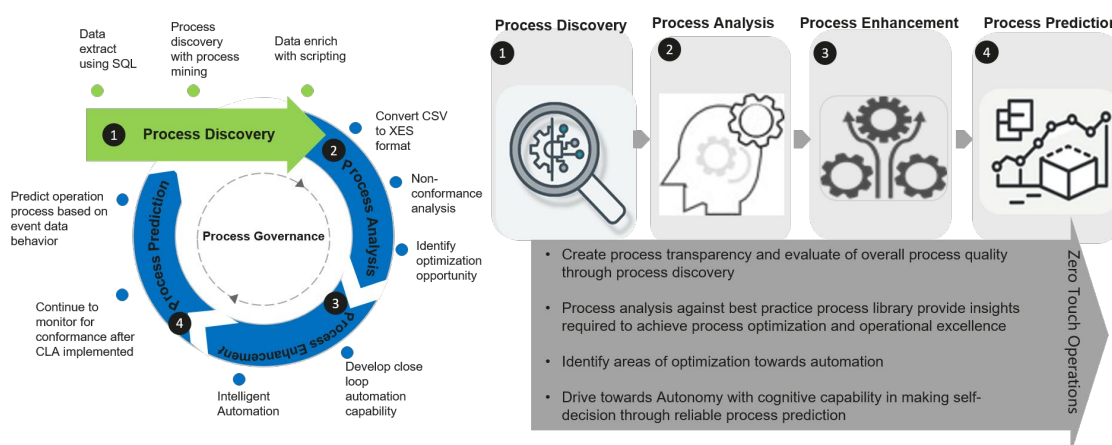 Data
extract
using SQL
Process
discovery
with process
mining
Data enrich
with scripting
1
Process Discovery
Convert CSV
to XES
format
2
Process Analysis
Non-
conformance
analysis
Identify
optimization
opportunity
Process Governance
3
Process Enhancement
Develop close
loop
automation
capability
Intelligent
Automation
4
Process Prediction
Continue to
monitor for
conformance after
CLA implemented
Predict operation
process based on
event data
behavior
Process Discovery
1
Process Analysis
2
Process Enhancement
3
Process Prediction
4
• Create process transparency and evaluate of overall process quality
through process discovery
• Process analysis against best practice process library provide insights
required to achieve process optimization and operational excellence
• Identify areas of optimization towards automation
• Drive towards Autonomy with cognitive capability in making self-
decision through reliable process prediction
Zero Touch Operations